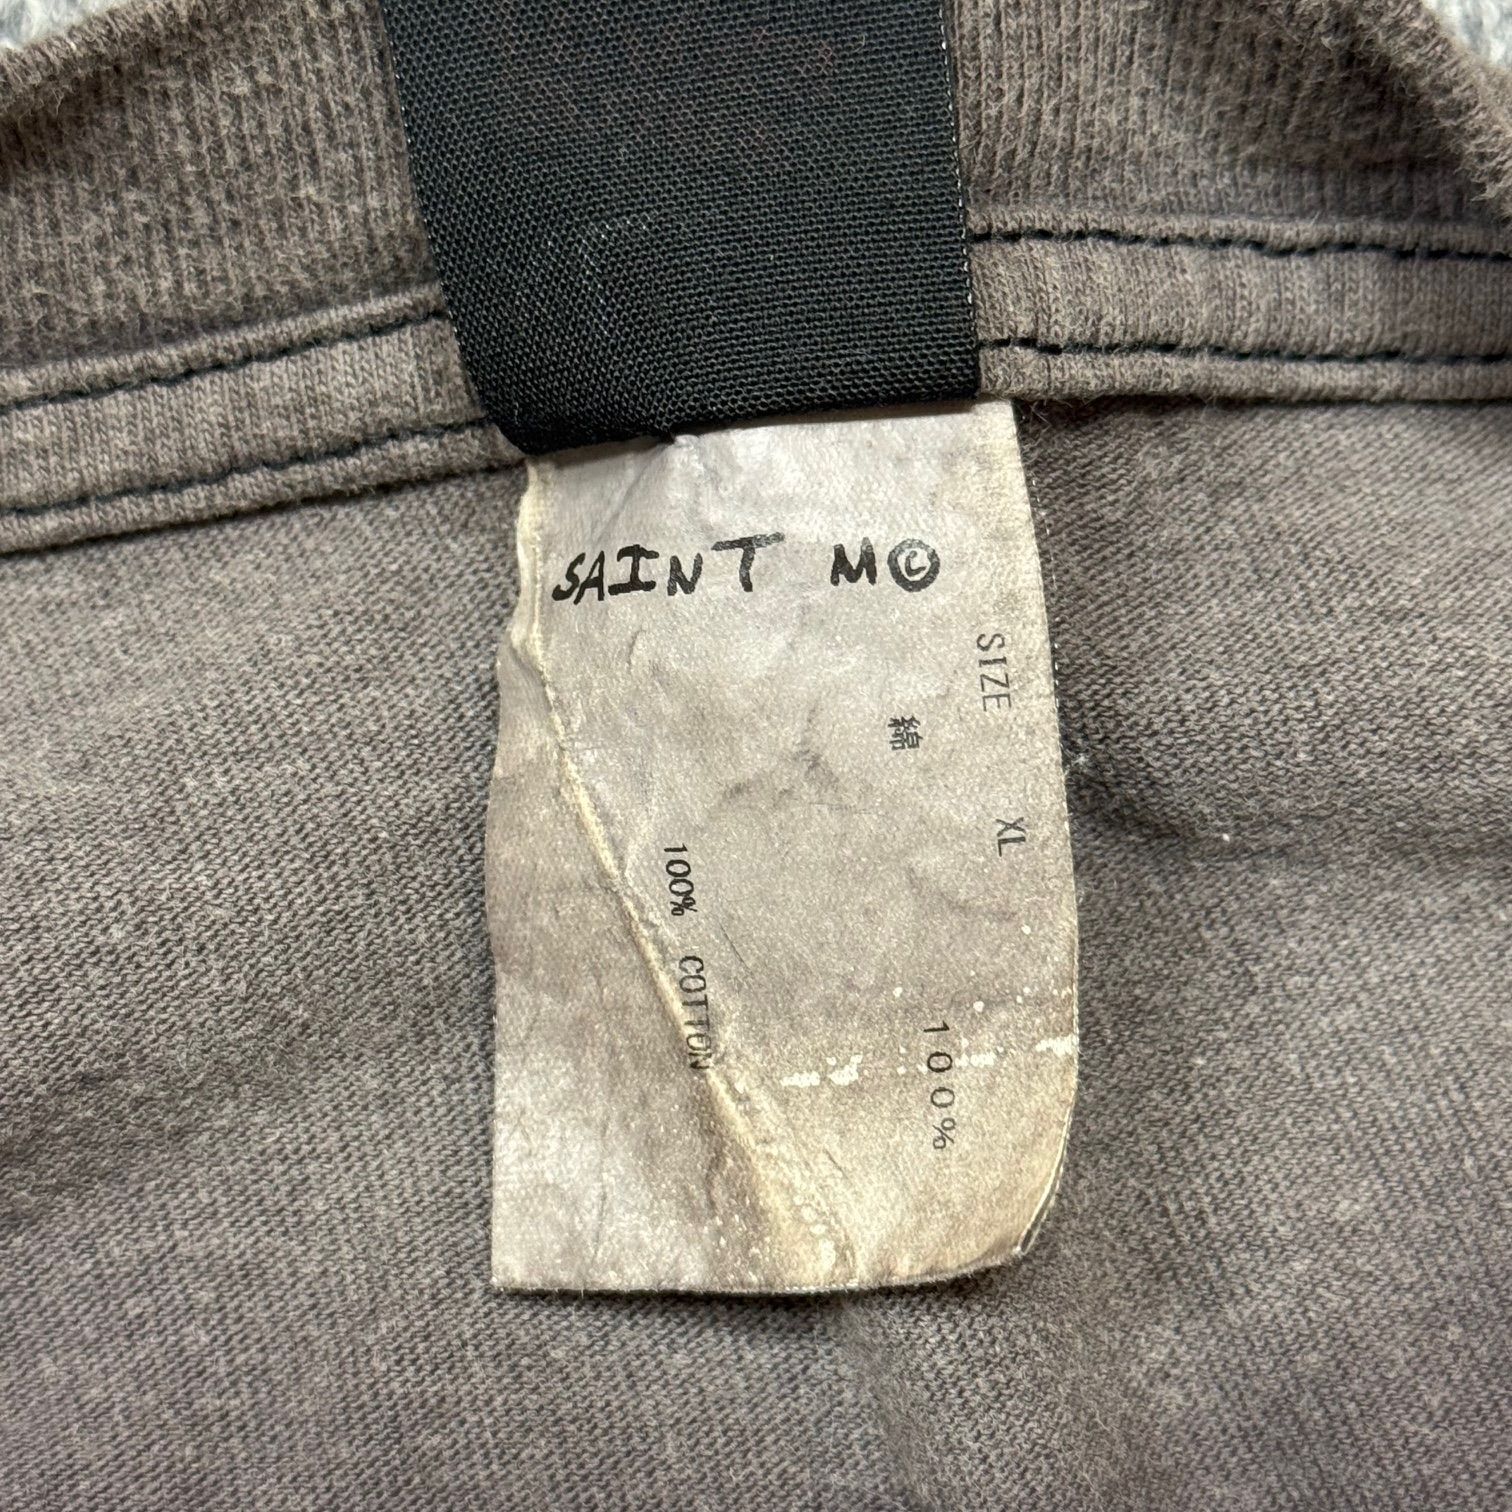 SAINT M©
SIZE XL
綿 100%
100% COTTON